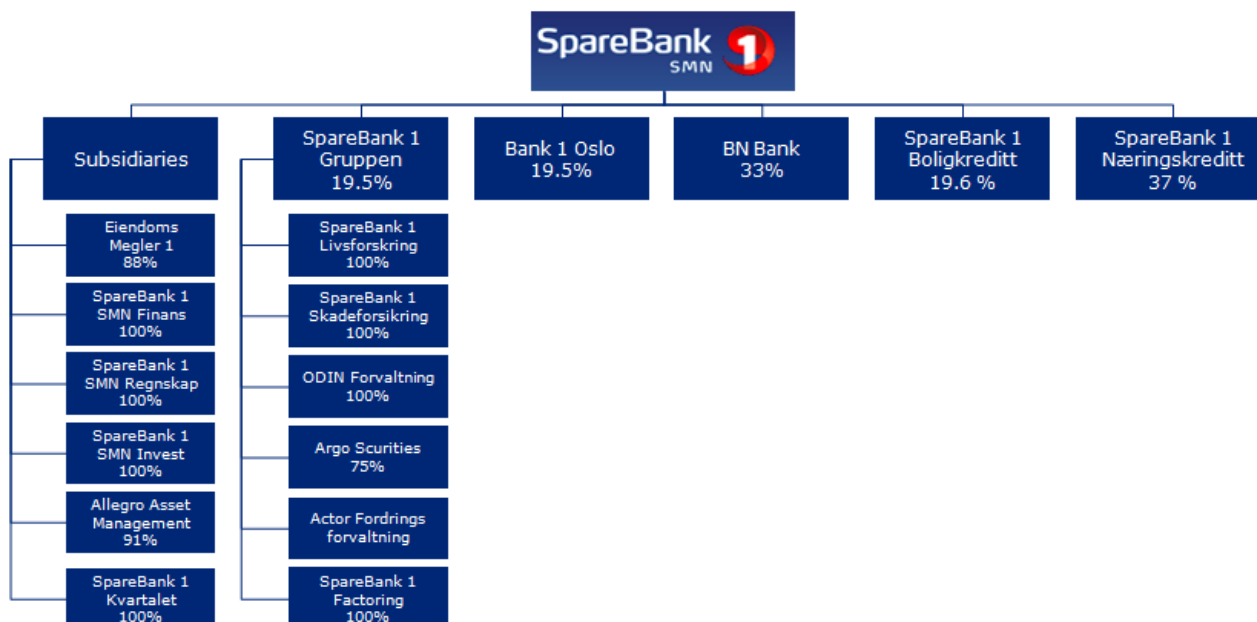 SpareBank 1
SMN
Subsidiaries
SpareBank 1
Gruppen
19.5%
Bank 1 Oslo
19.5%
BN Bank
33%
SpareBank 1
Boligkreditt
19.6 %
SpareBank 1
Næringskreditt
37 %
Eiendoms
Megler 1
88%
SpareBank 1
SMN Finans
100%
SpareBank 1
SMN Regnskap
100%
SpareBank 1
SMN Invest
100%
Allegro Asset
Management
91%
SpareBank 1
Kvartalet
100%
SpareBank 1
Livsforskring
100%
SpareBank 1
Skadeforsikring
100%
ODIN Forvaltning
100%
Argo Scurities
75%
Actor Fordrings
forvaltning
SpareBank 1
Factoring
100%